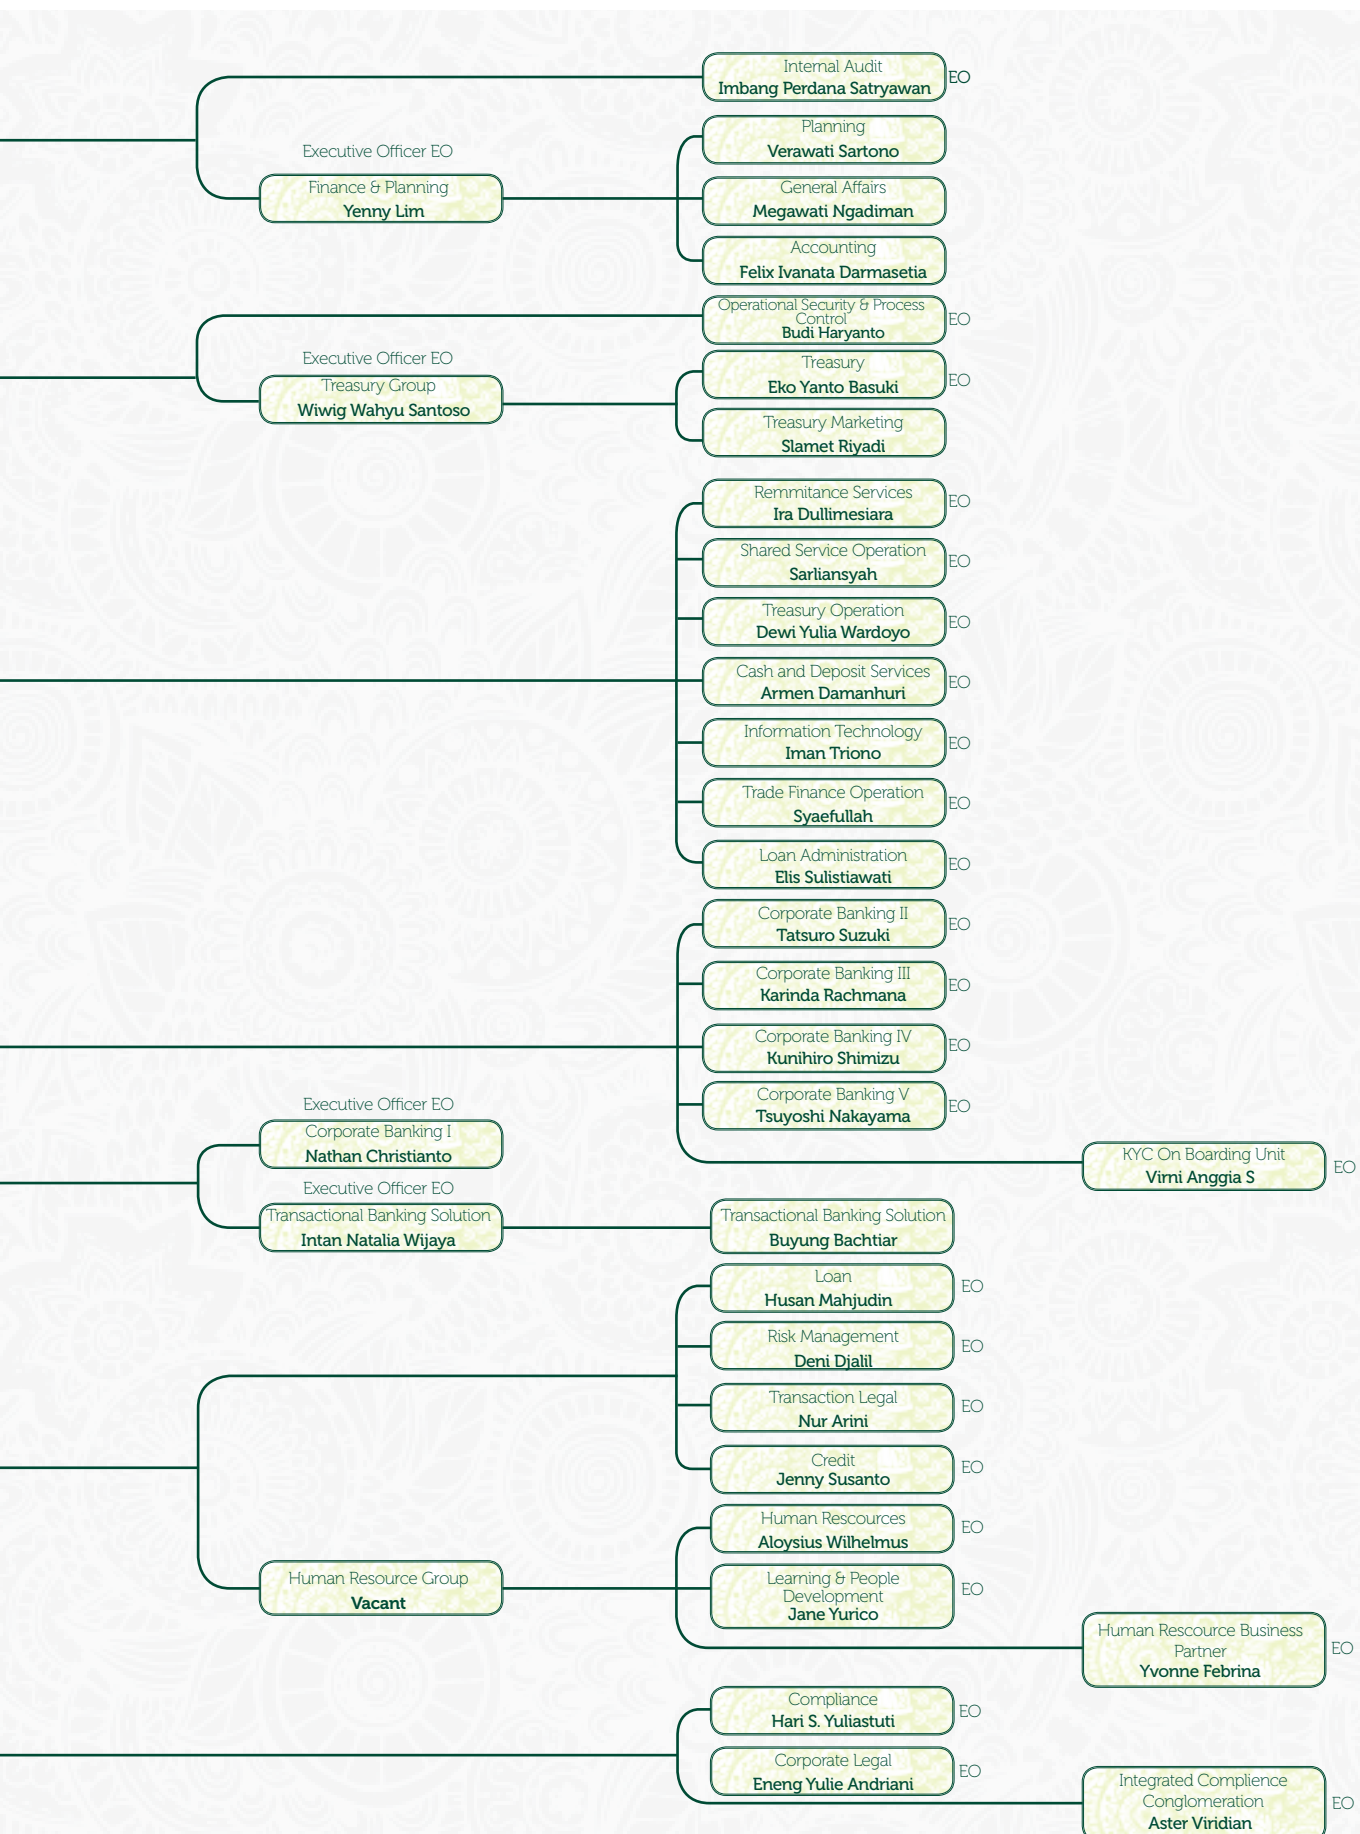 Internal Audit
Imbang Perdana Satryawan
EO
Planning
Verawati Sartono
Executive Officer EO
Finance & Planning
Yenny Lim
General Affairs
Megawati Ngadiman
Accounting
Felix Ivanata Darmasetia
Operational Security & Process
Control
Budi Haryanto
EO
Executive Officer EO
Treasury Group
Wiwig Wahyu Santoso
Treasury
Eko Yanto Basuki
EO
Treasury Marketing
Slamet Riyadi
Remmitance Services
Ira Dullimesiara
EO
Shared Service Operation
Sarliansyah
EO
Treasury Operation
Dewi Yulia Wardoyo
EO
Cash and Deposit Services
Armen Damanhuri
EO
Information Technology
Iman Triono
EO
Trade Finance Operation
Syaefullah
EO
Loan Administration
Elis Sulistiawati
EO
Corporate Banking II
Tatsuro Suzuki
EO
Corporate Banking III
Karinda Rachmana
EO
Corporate Banking IV
Kunihiro Shimizu
EO
Corporate Banking V
Tsuyoshi Nakayama
EO
Executive Officer EO
Corporate Banking I
Nathan Christianto
KYC On Boarding Unit
Virni Anggia S
EO
Executive Officer EO
Transactional Banking Solution
Intan Natalia Wijaya
Transactional Banking Solution
Buyung Bachtiar
Loan
Husan Mahjudin
EO
Risk Management
Deni Djalil
EO
Transaction Legal
Nur Arini
EO
Credit
Jenny Susanto
EO
Human Rescources
Aloysius Wilhelmus
EO
Human Resource Group
Vacant
Learning & People
Development
Jane Yurico
EO
Human Rescource Business
Partner
Yvonne Febrina
EO
Compliance
Hari S. Yuliastuti
EO
Corporate Legal
Eneng Yulie Andriani
EO
Integrated Complience
Conglomeration
Aster Viridian
EO